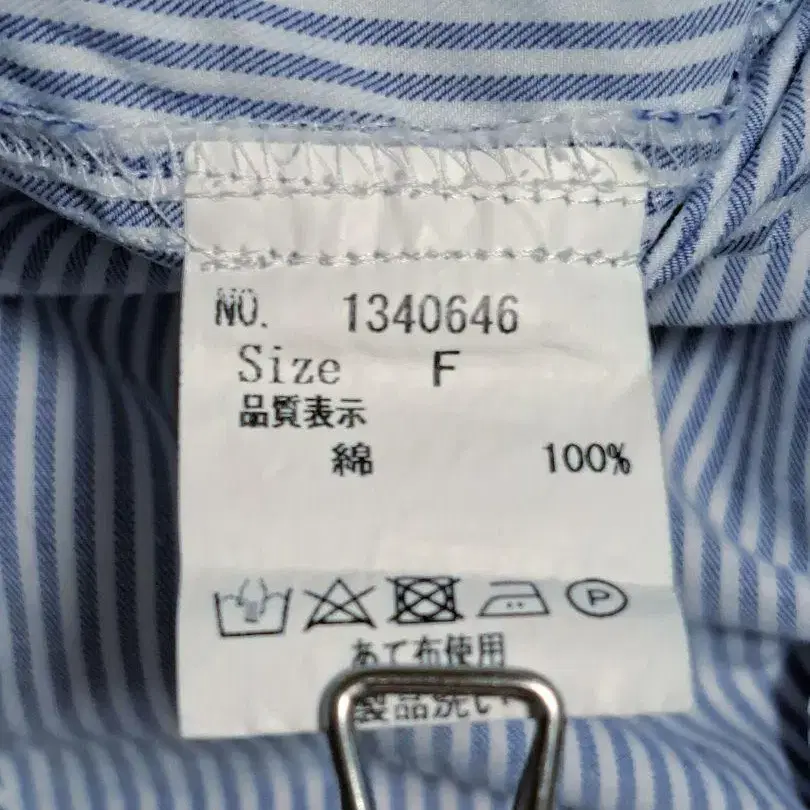 NO. 1340646
Size F
品質表示
綿 100%
P
あて布使用
製品洗い